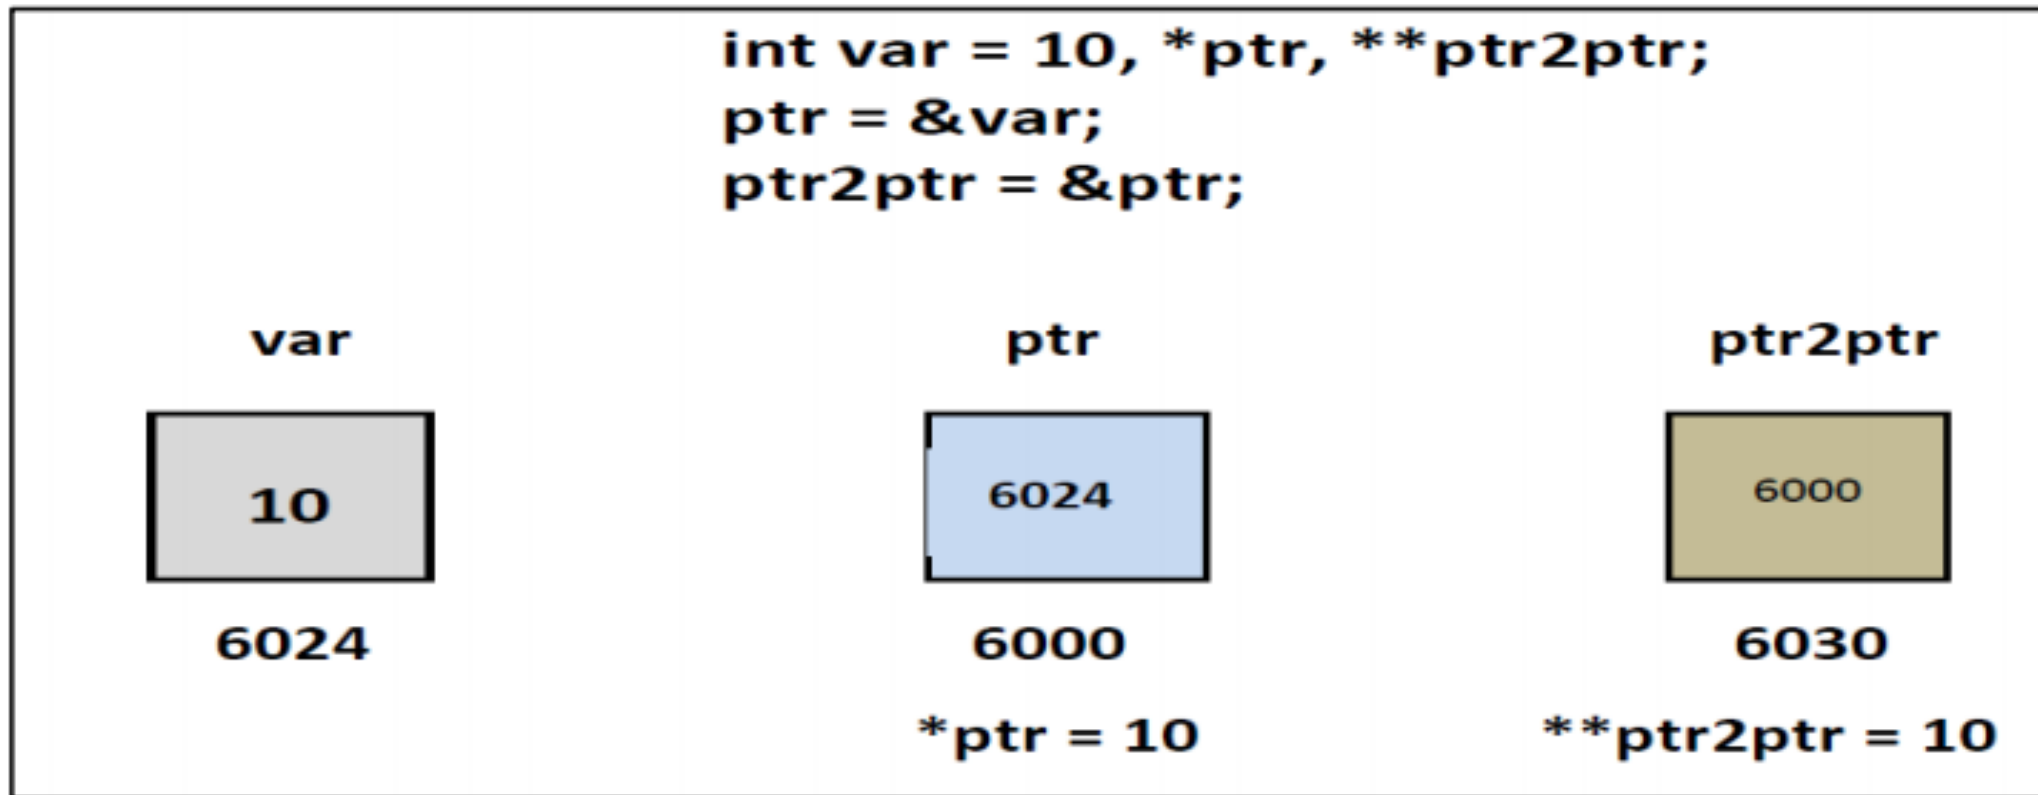 int var = 10, *ptr, **ptr2ptr;
ptr = &var;
ptr2ptr = &ptr;
var ptr ptr2ptr
10 6024 6000
6024 6000 6030
*ptr = 10 **ptr2ptr = 10